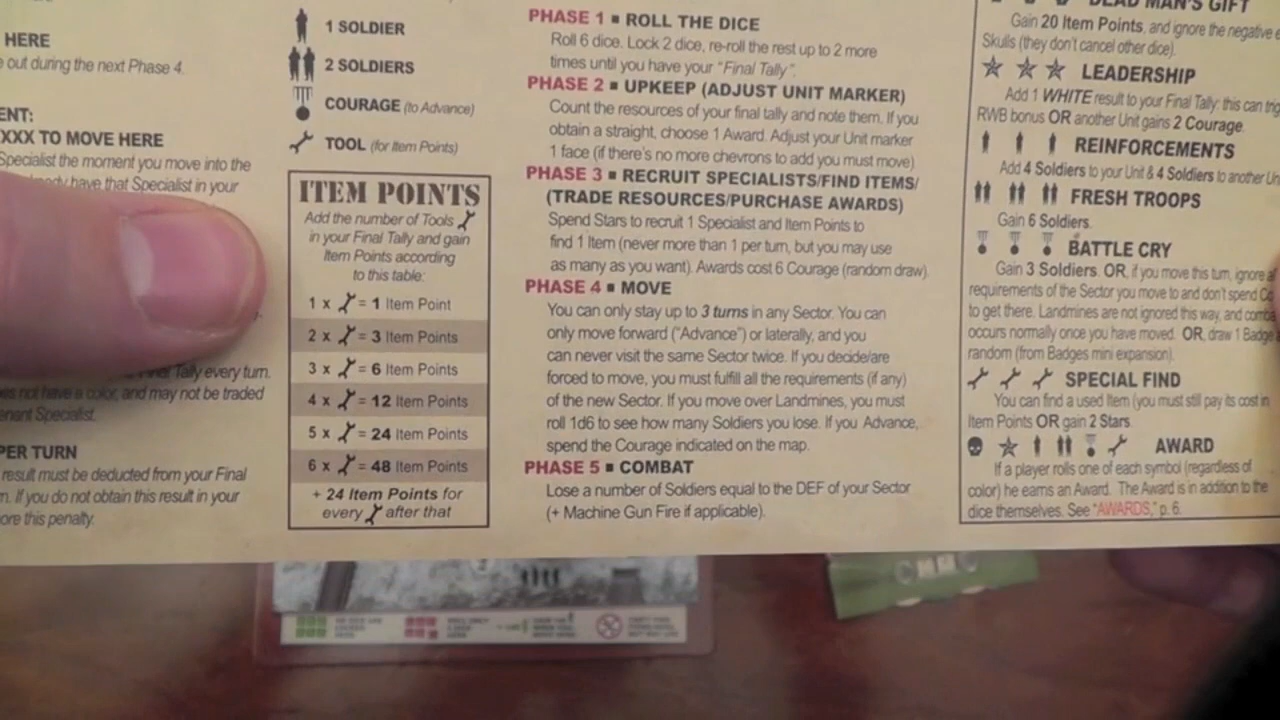 HERE
out during the next Phase 4.
ENT:
XXX TO MOVE HERE
Specialist the moment you move into the
have that Specialist in your
Tally every turn.
not have a color, and may not be traded
Specialist.
PER TURN
result must be deducted from your Final
n. If you do not obtain this result in your
this penalty.
1 SOLDIER
2 SOLDIERS
COURAGE (to Advance)
TOOL (for Item Points)
ITEM POINTS
Add the number of Tools
in your Final Tally and gain
Item Points according
to this table:
1 x = 1 Item Point
2 x = 3 Item Points
3 x = 6 Item Points
4 x = 12 Item Points
5 x = 24 Item Points
6 x = 48 Item Points
+ 24 Item Points for
every after that
PHASE 1 ▪ ROLL THE DICE
Roll 6 dice. Lock 2 dice, re-roll the rest up to 2 more
times until you have your "Final Tally".
PHASE 2 ▪ UPKEEP (ADJUST UNIT MARKER)
Count the resources of your final tally and note them. If you
obtain a straight, choose 1 Award. Adjust your Unit marker
1 face (if there's no more chevrons to add you must move)
PHASE 3 ▪ RECRUIT SPECIALISTS/FIND ITEMS/
(TRADE RESOURCES/PURCHASE AWARDS)
Spend Stars to recruit 1 Specialist and Item Points to
find 1 Item (never more than 1 per turn, but you may use
as many as you want). Awards cost 6 Courage (random draw).
PHASE 4 ▪ MOVE
You can only stay up to 3 turns in any Sector. You can
only move forward ("Advance") or laterally, and you
can never visit the same Sector twice. If you decide/are
forced to move, you must fulfill all the requirements (if any)
of the new Sector. If you move over Landmines, you must
roll 1d6 to see how many Soldiers you lose. If you Advance,
spend the Courage indicated on the map.
PHASE 5 ▪ COMBAT
Lose a number of Soldiers equal to the DEF of your Sector
(+ Machine Gun Fire if applicable).
DEAD MAN'S GIFT
Gain 20 Item Points, and ignore the negative
Skulls (they don't cancel other dice).
LEADERSHIP
Add 1 WHITE result to your Final Tally: this can trig
RWB bonus OR another Unit gains 2 Courage.
REINFORCEMENTS
Add 4 Soldiers to your Unit & 4 Soldiers to another Un
FRESH TROOPS
Gain 6 Soldiers.
BATTLE CRY
Gain 3 Soldiers. OR, if you move this turn, ignore a
requirements of the Sector you move to and don't spend Co
to get there. Landmines are not ignored this way, and comba
occurs normally once you have moved. OR, draw 1 Badge
random (from Badges mini expansion).
SPECIAL FIND
You can find a used Item (you must still pay its cost in
Item Points OR gain 2 Stars.
AWARD
If a player rolls one of each symbol (regardless of
color) he earns an Award. The Award is in addition to the
dice themselves. See "AWARDS," p. 6.